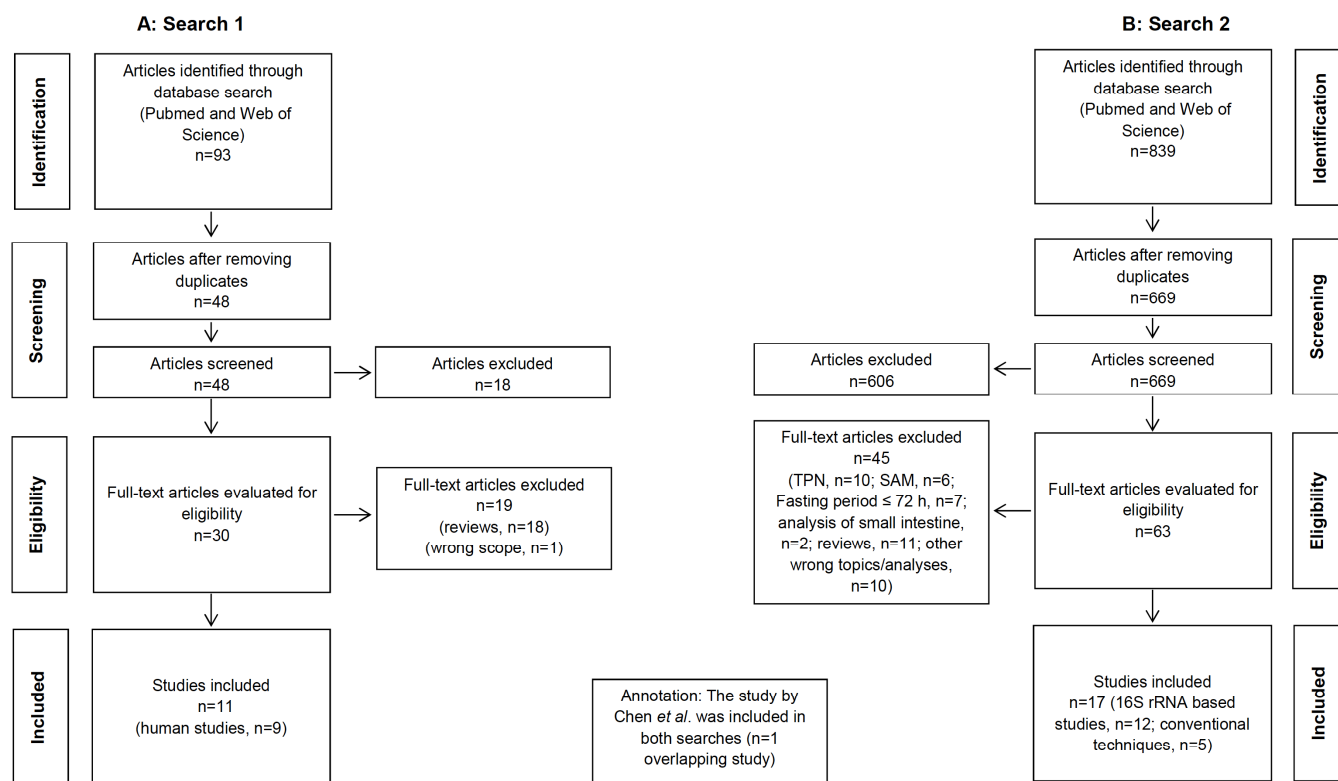 A: Search 1
Identification
Articles identified through
database search
(Pubmed and Web of
Science)
n=93
Screening
Articles after removing
duplicates
n=48
Articles screened
n=48
Articles excluded
n=18
Eligibility
Full-text articles evaluated for
eligibility
n=30
Full-text articles excluded
n=19
(reviews, n=18)
(wrong scope, n=1)
Included
Studies included
n=11
(human studies, n=9)
Annotation: The study by
Chen et al. was included in
both searches (n=1
overlapping study)
B: Search 2
Articles identified through
database search
(Pubmed and Web of
Science)
n=839
Identification
Articles after removing
duplicates
n=669
Screening
Articles excluded
n=606
Articles screened
n=669
Full-text articles excluded
n=45
(TPN, n=10; SAM, n=6;
Fasting period ≤ 72 h, n=7;
analysis of small intestine,
n=2; reviews, n=11; other
wrong topics/analyses,
n=10)
Full-text articles evaluated for
eligibility
n=63
Eligibility
Studies included
n=17 (16S rRNA based
studies, n=12; conventional
techniques, n=5)
Included